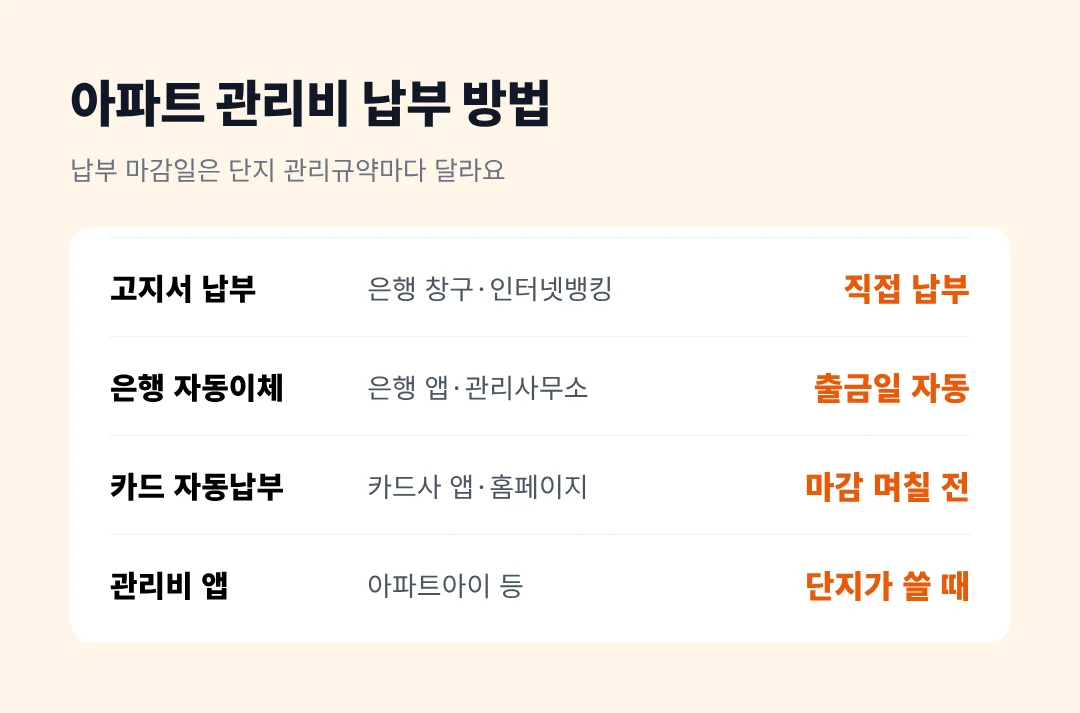 아파트 관리비 납부 방법
납부 마감일은 단지 관리규약마다 달라요
고지서 납부 은행 창구·인터넷뱅킹 직접 납부
은행 자동이체 은행 앱·관리사무소 출금일 자동
카드 자동납부 카드사 앱·홈페이지 마감 며칠 전
관리비 앱 아파트아이 등 단지가 쓸 때